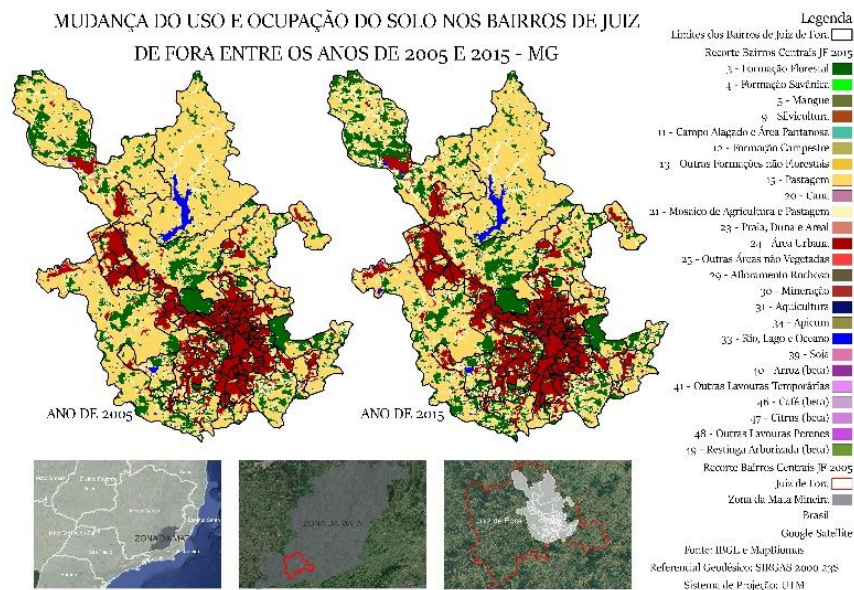 MUDANÇA DO USO E OCUPAÇÃO DO SOLO NOS BAIRROS DE JUIZ
DE FORA ENTRE OS ANOS DE 2005 E 2015 - MG
ANO DE 2005
ANO DE 2015
Legenda
Limites dos Bairros de Juiz de Fora
Recorte Bairros Centrais JF 2015
3 - Formação Florestal
4 - Formação Savânica
5 - Mangue
9 - Silvicultura
11 - Campo Alagado e Área Pantanosa
12 - Formação Campestre
13 - Outras Formações não Florestais
15 - Pastagem
20 - Cana
21 - Mosaico de Agricultura e Pastagem
23 - Praia, Duna e Areal
24 - Área Urbana
25 - Outras Áreas não Vegetadas
29 - Afloramento Rochoso
30 - Mineração
31 - Aquicultura
34 - Apicum
33 - Rio, Lago e Oceano
39 - Soja
40 - Arroz (beta)
41 - Outras Lavouras Temporárias
46 - Café (beta)
47 - Citrus (beta)
48 - Outras Lavouras Perenes
49 - Restinga Arborizada (beta)
Recorte Bairros Centrais JF 2005
Juiz de Fora
Zona da Mata Mineira
Brasil
Google Satellite
Fonte: IBGE e MapBiomas
Referencial Geodésico: SIRGAS 2000 23S
Sistema de Projeção: UTM
Espírito Santo
São Paulo
ZONA DA MATA
ZONA DA MATA
Juiz de Fora